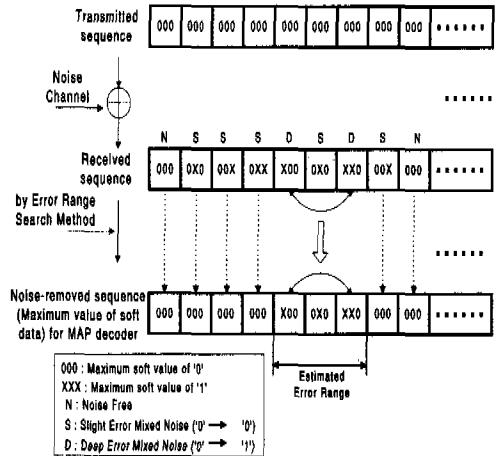 Transmitted sequence
000 000 000 000 000 000 000 000 000 ······
Noise Channel
······
N S S S D S D S N
Received sequence
000 0X0 00X 0XX X00 0X0 XX0 00X 000 ······
by Error Range Search Method
······
Noise-removed sequence (Maximum value of soft data) for MAP decoder
000 000 000 000 X00 0X0 XX0 000 000 ······
Estimated Error Range
000 : Maximum soft value of '0'
XXX : Maximum soft value of '1'
N : Noise Free
S : Slight Error Mixed Noise ('0' → '0')
D : Deep Error Mixed Noise ('0' → '1')